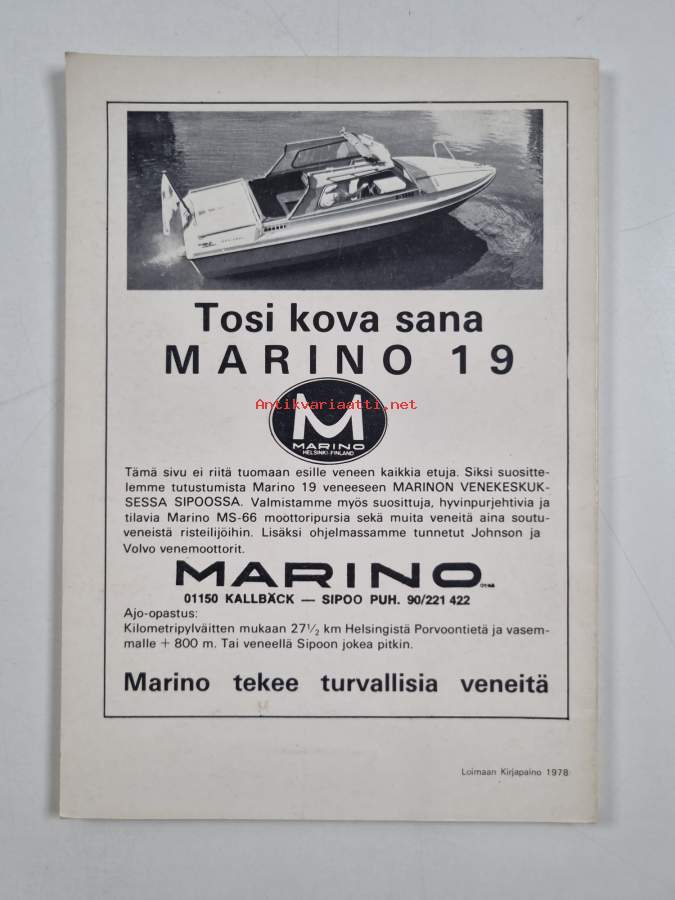 Tosi kova sana
MARINO 19
Antikvariaatti.net
M
MARINO
HELSINKI-FINLAND
Tämä sivu ei riitä tuomaan esille veneen kaikkia etuja. Siksi suositte-
lemme tutustumista Marino 19 veneeseen MARINON VENEKESKUK-
SESSA SIPOOSSA. Valmistamme myös suosittuja, hyvinpurjehtivia ja
tilavia Marino MS-66 moottoripursia sekä muita veneitä aina soutu-
veneistä risteilijöihin. Lisäksi ohjelmassamme tunnetut Johnson ja
Volvo venemoottorit.
MARINO
01150 KALLBÄCK — SIPOO PUH. 90/221 422
Ajo-opastus:
Kilometripylväitten mukaan 27½ km Helsingistä Porvoontietä ja vasem-
malle + 800 m. Tai veneellä Sipoon jokea pitkin.
Marino tekee turvallisia veneitä
Loimaan Kirjapaino 1978